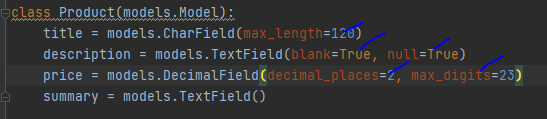 class Product(models.Model):
    title = models.CharField(max_length=120)
    description = models.TextField(blank=True, null=True)
    price = models.DecimalField(decimal_places=2, max_digits=23)
    summary = models.TextField()